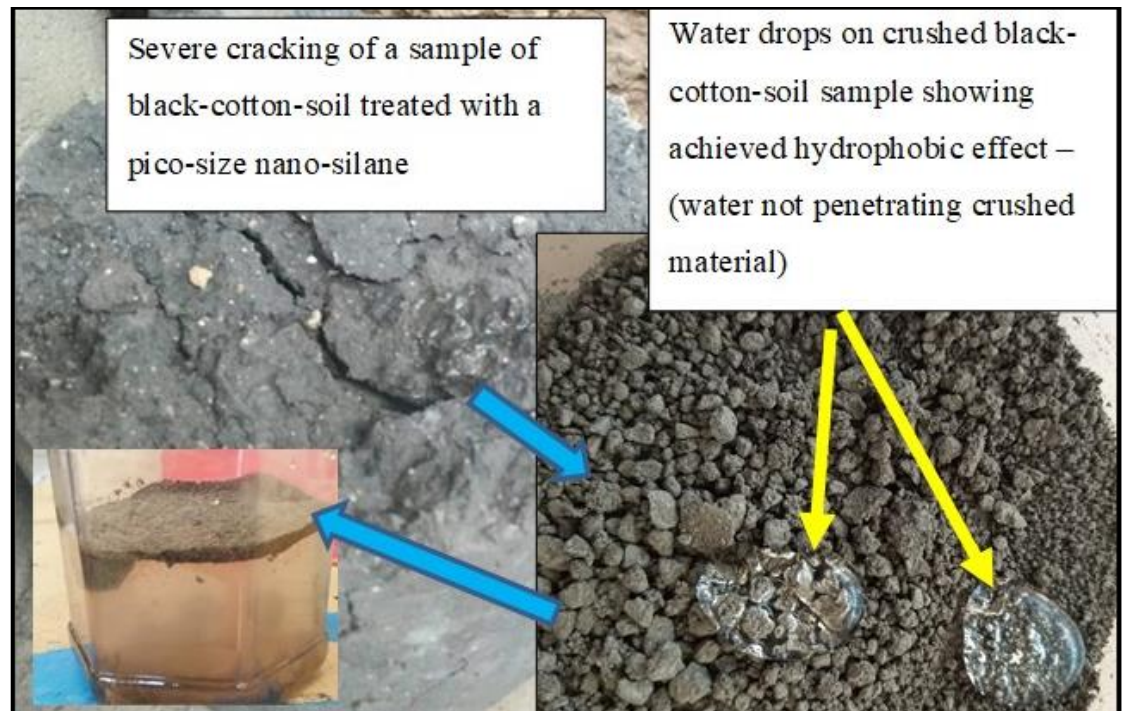 Severe cracking of a sample of
black-cotton-soil treated with a
pico-size nano-silane
Water drops on crushed black-
cotton-soil sample showing
achieved hydrophobic effect –
(water not penetrating crushed
material)